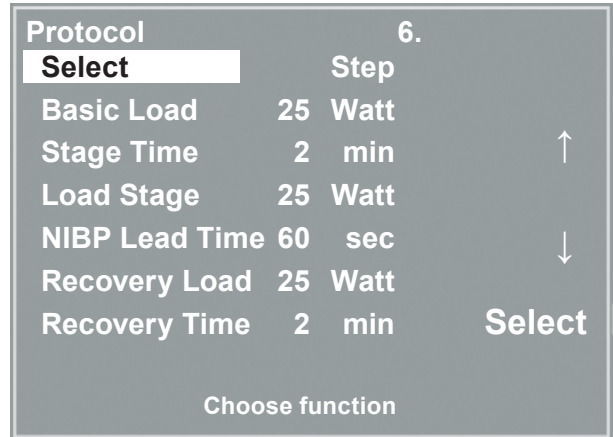 Protocol 6.
Select Step
Basic Load 25 Watt
Stage Time 2 min ↑
Load Stage 25 Watt
NIBP Lead Time 60 sec ↓
Recovery Load 25 Watt
Recovery Time 2 min Select
Choose function